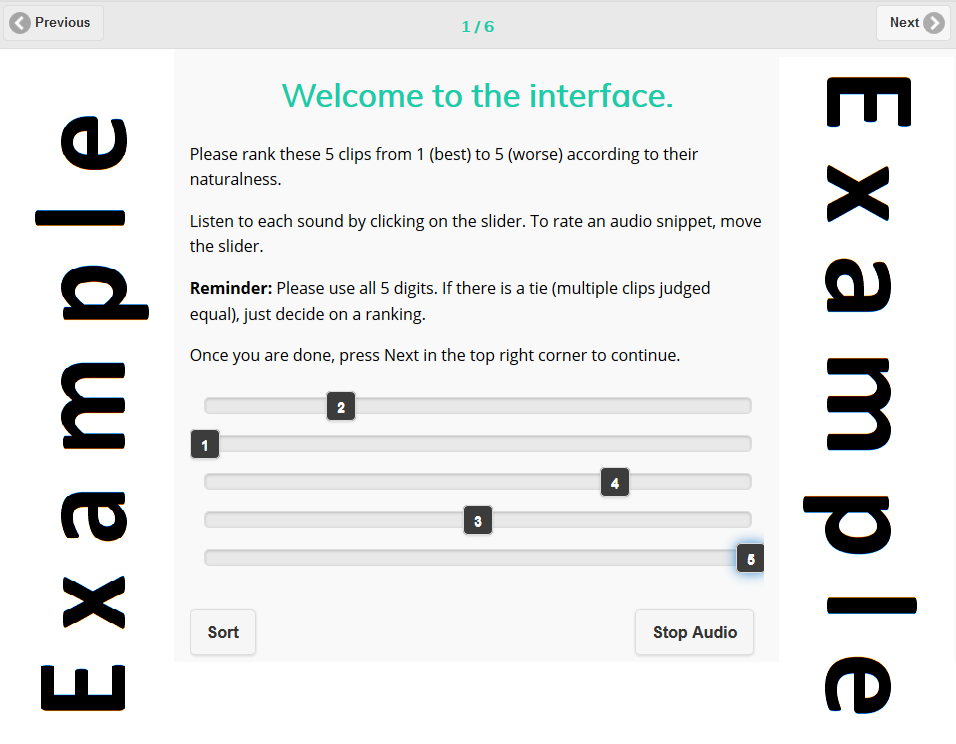 Previous
1 / 6
Next
Example
Example
Welcome to the interface.
Please rank these 5 clips from 1 (best) to 5 (worse) according to their
naturalness.
Listen to each sound by clicking on the slider. To rate an audio snippet, move
the slider.
Reminder: Please use all 5 digits. If there is a tie (multiple clips judged
equal), just decide on a ranking.
Once you are done, press Next in the top right corner to continue.
2
1
4
3
5
Sort
Stop Audio